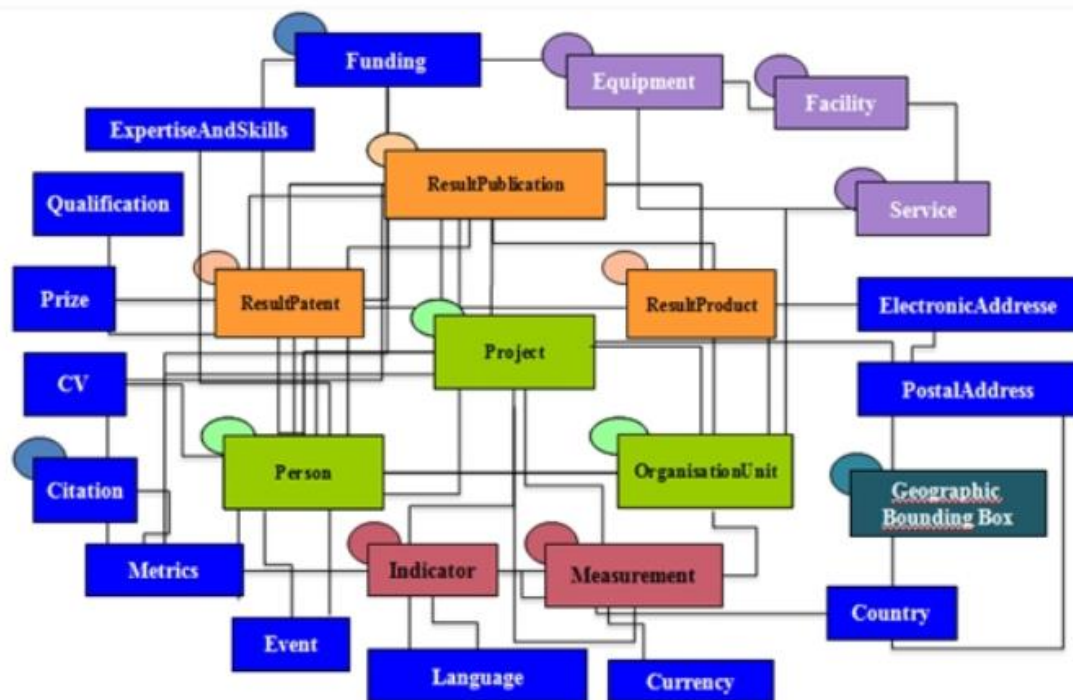 Funding
Equipment
Facility
ExpertiseAndSkills
ResultPublication
Qualification
Service
Prize
ResultPatent
ResultProduct
ElectronicAddresse
Project
CV
PostalAddress
Person
OrganisationUnit
Citation
Geographic
Bounding Box
Metrics
Indicator
Measurement
Country
Event
Language
Currency